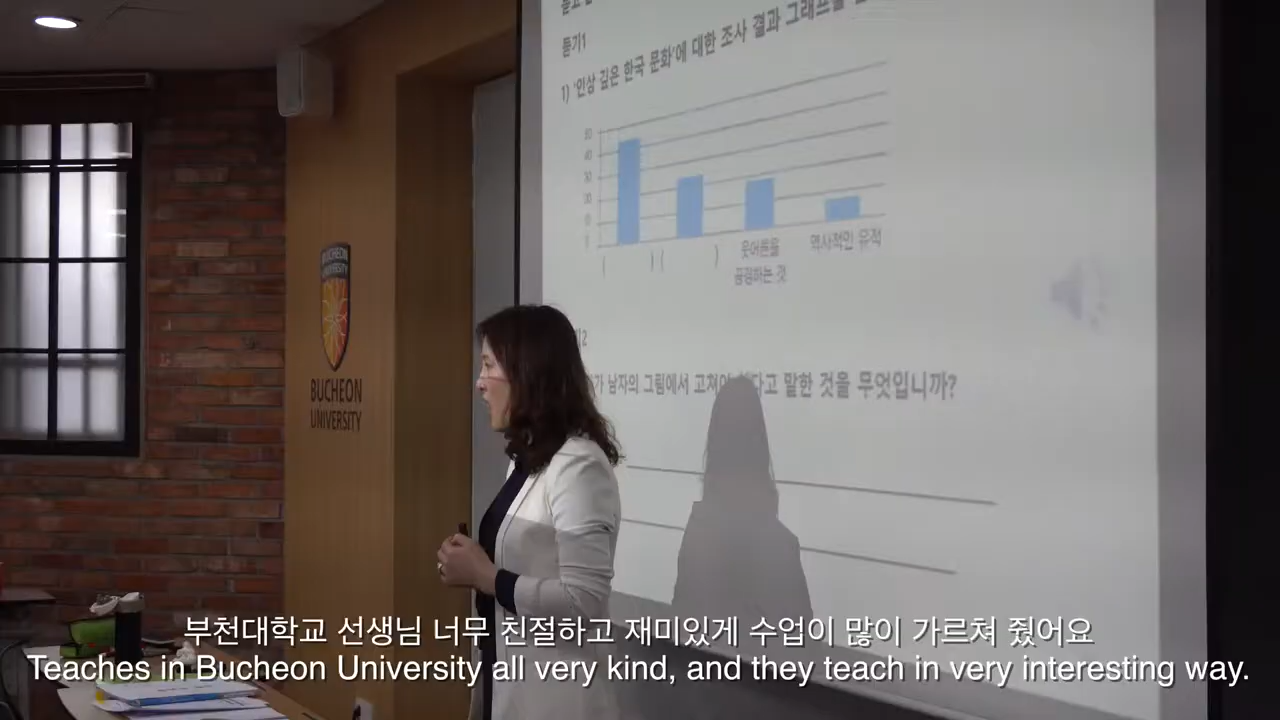 듣기1
1) '인상 깊은 한국 문화'에 대한 조사 결과 그래프를
50
40
30
20
( ) ( )
웃어른을
공경하는 것
역사적인 유적
남자의 그림에서 고쳐야 다고 말한 것을 무엇입니까?
BUCHEON
UNIVERSITY
BUCHEON
UNIVERSITY
부천대학교 선생님 너무 친절하고 재미있게 수업이 많이 가르쳐 줬어요
Teaches in Bucheon University all very kind, and they teach in very interesting way.